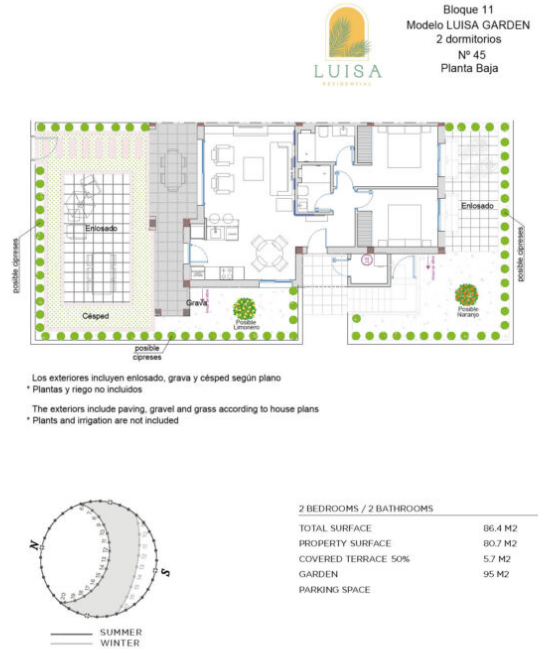 Bloque 11
Modelo LUISA GARDEN
2 dormitorios
Nº 45
Planta Baja
LUISA
RESIDENTIAL
Enlosado
Enlosado
posible cipreses
posible cipreses
Grava
Posible
Limonero
Posible
Naranjo
Césped
posible
cipreses
Los exteriores incluyen enlosado, grava y césped según plano
* Plantas y riego no incluidos
The exteriors include paving, gravel and grass according to house plans
* Plants and irrigation are not included
2 BEDROOMS / 2 BATHROOMS
TOTAL SURFACE 86.4 M2
PROPERTY SURFACE 80.7 M2
COVERED TERRACE 50% 5.7 M2
GARDEN 95 M2
PARKING SPACE
N
S
SUMMER
WINTER